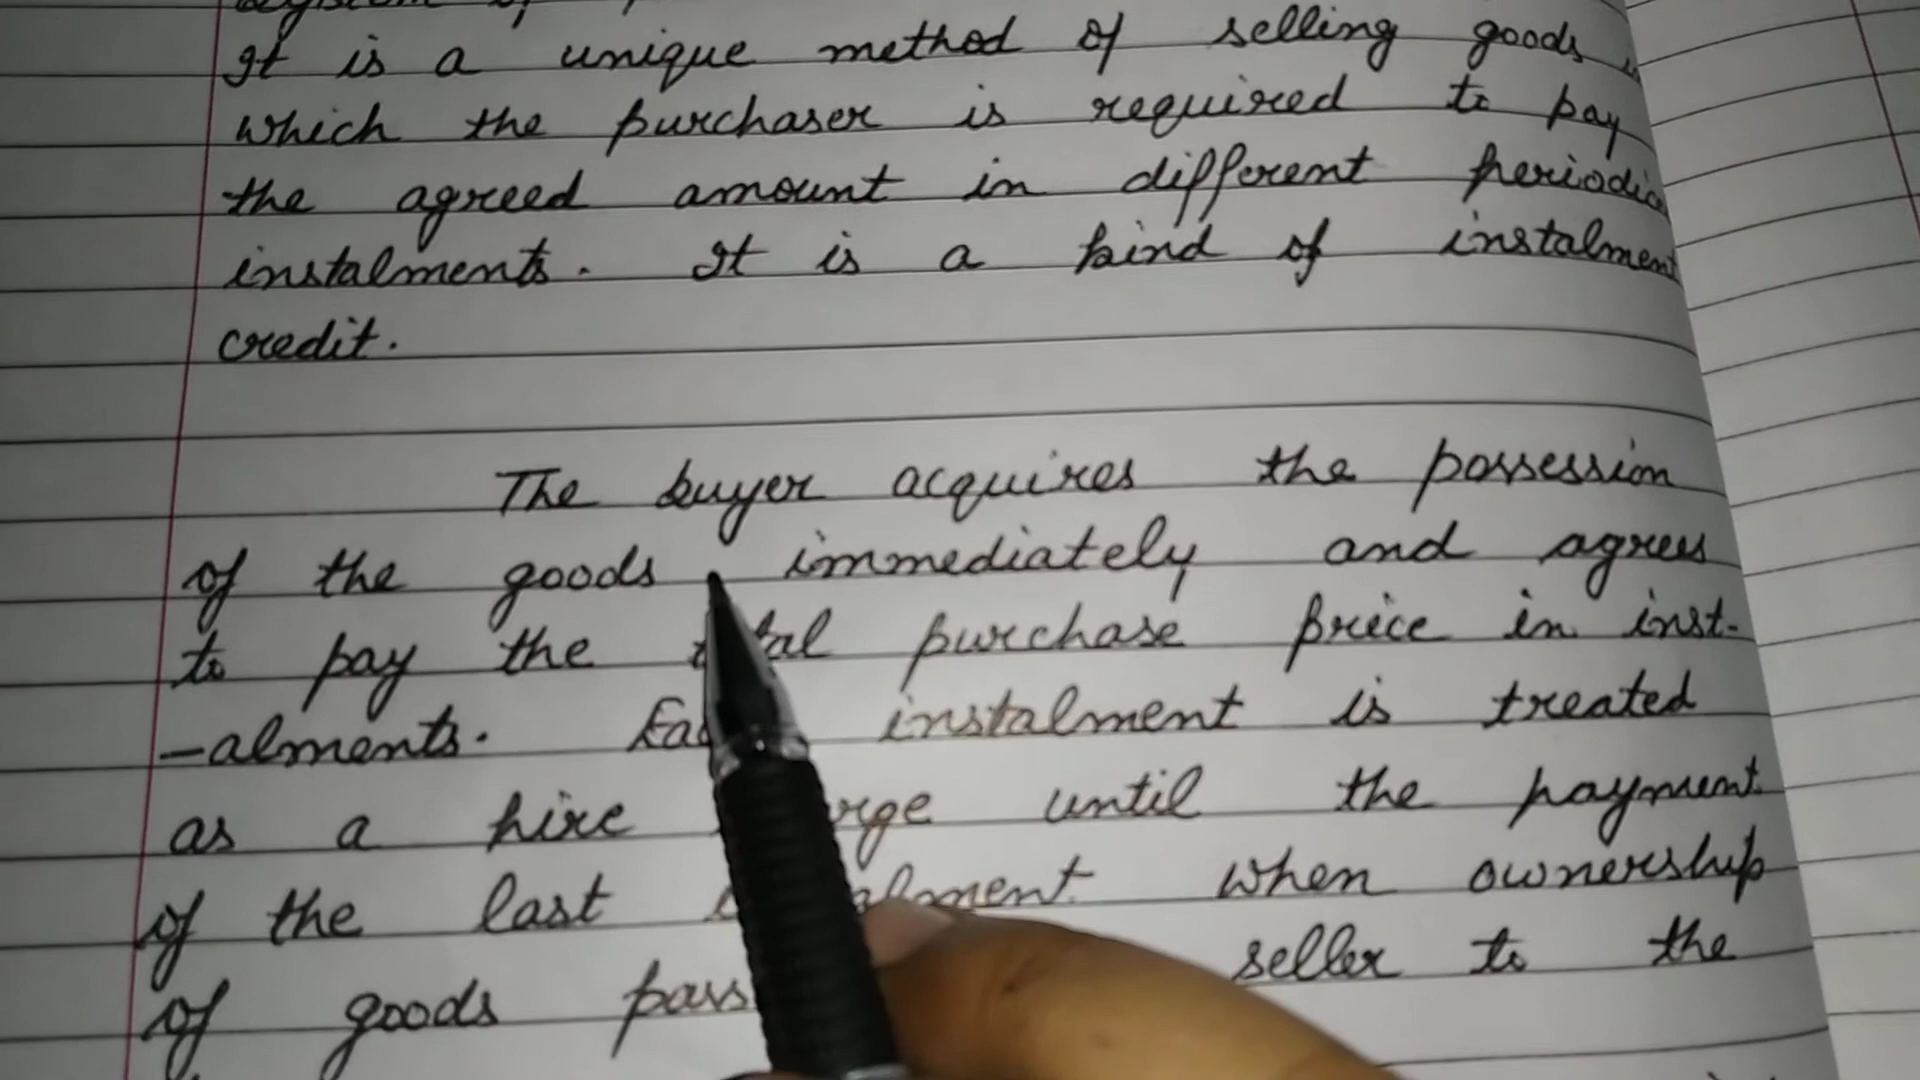 It is a unique method of selling goods
which the purchaser is required to pay
the agreed amount in different periodic
instalments. It is a kind of instalment
credit.
The buyer acquires the possession
of the goods immediately and agrees
to pay the total purchase price in inst-
-alments. instalment is treated
as a hire until the payment
of the last when ownership
of goods seller to the